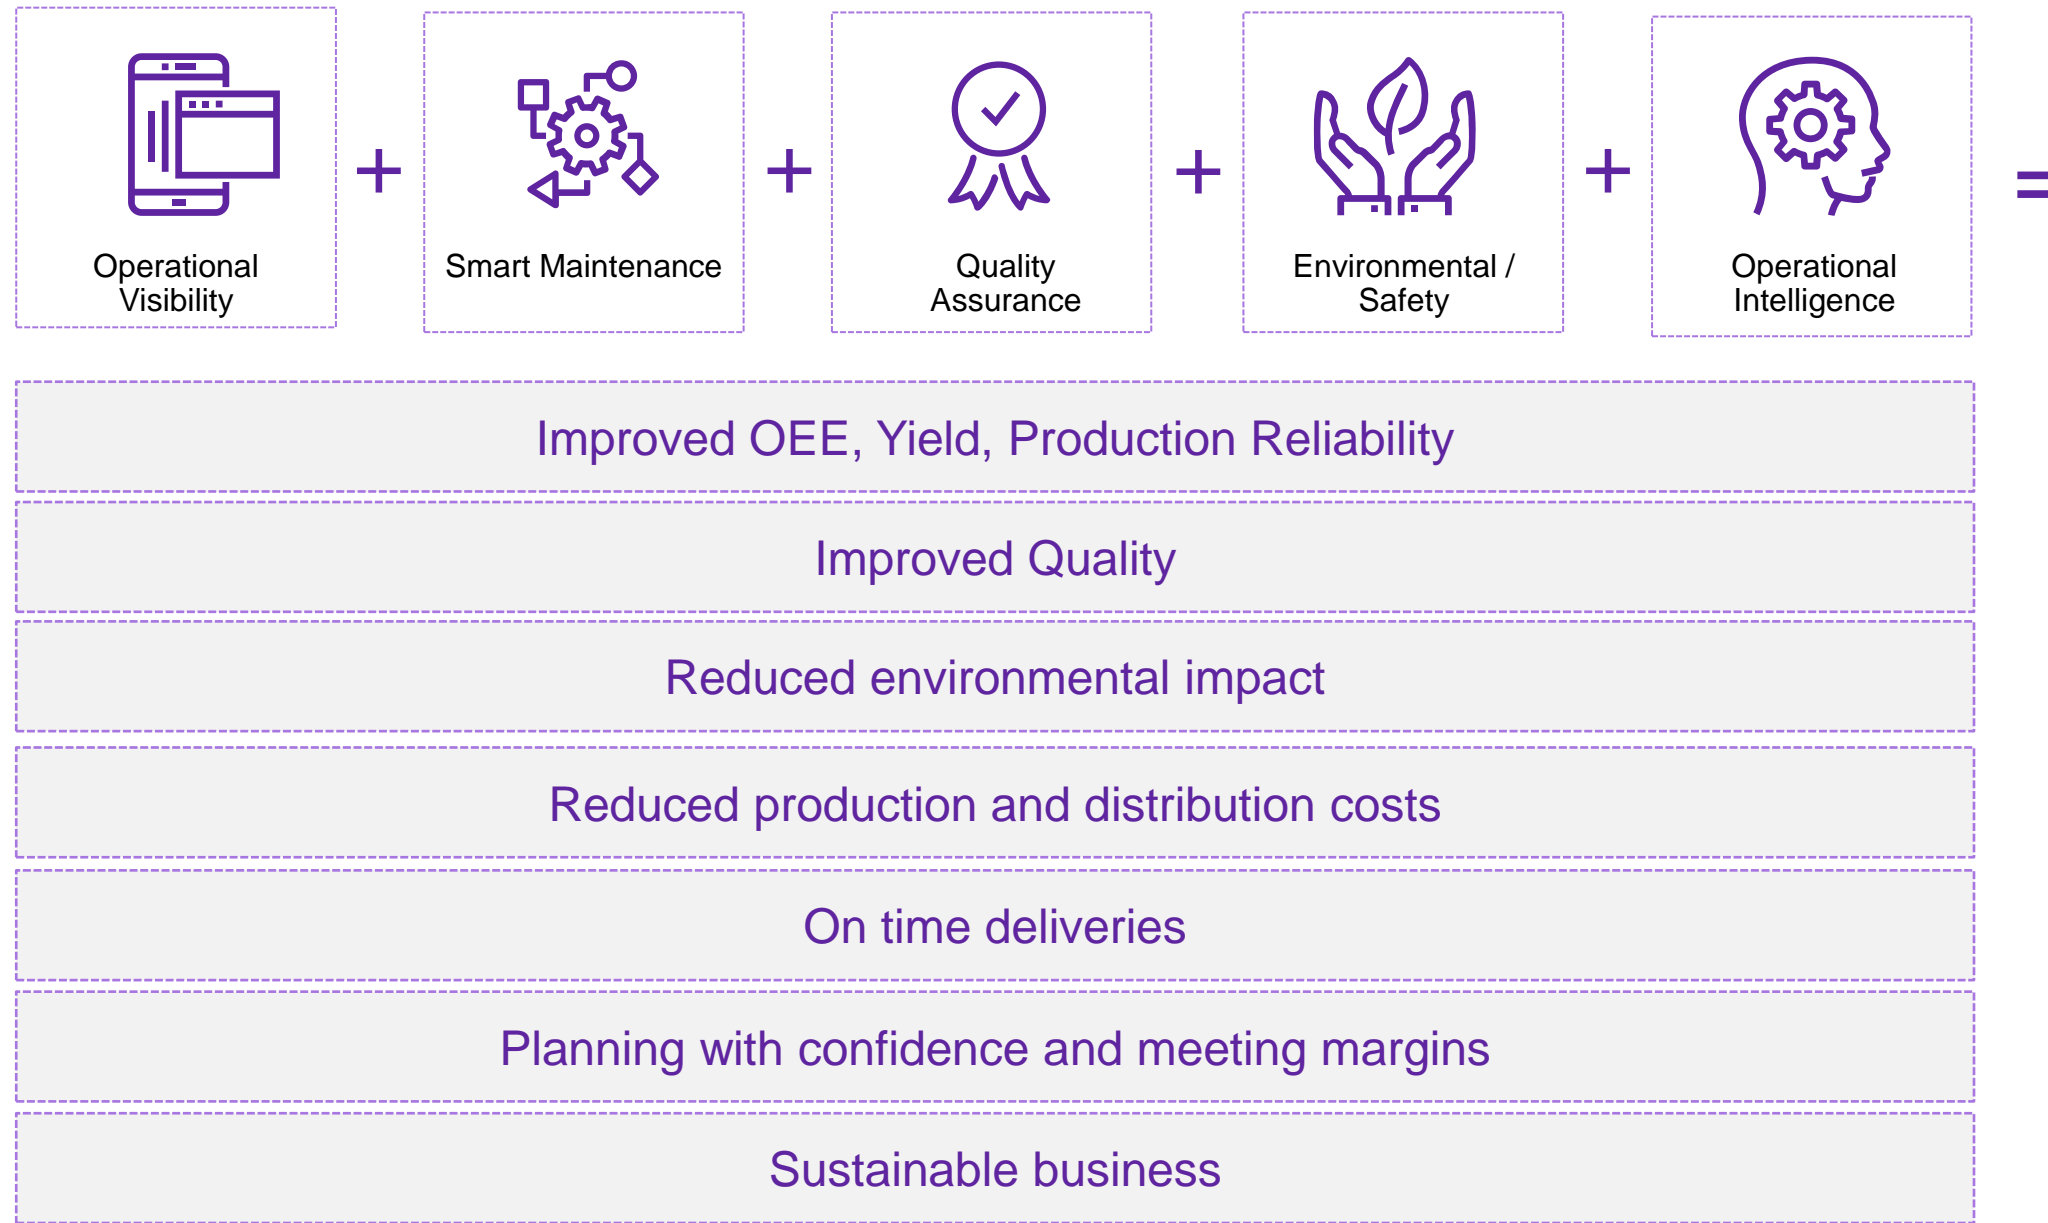 Operational
Visibility
+
Smart Maintenance
+
Quality
Assurance
+
Environmental /
Safety
+
Operational
Intelligence
=
Improved OEE, Yield, Production Reliability
Improved Quality
Reduced environmental impact
Reduced production and distribution costs
On time deliveries
Planning with confidence and meeting margins
Sustainable business